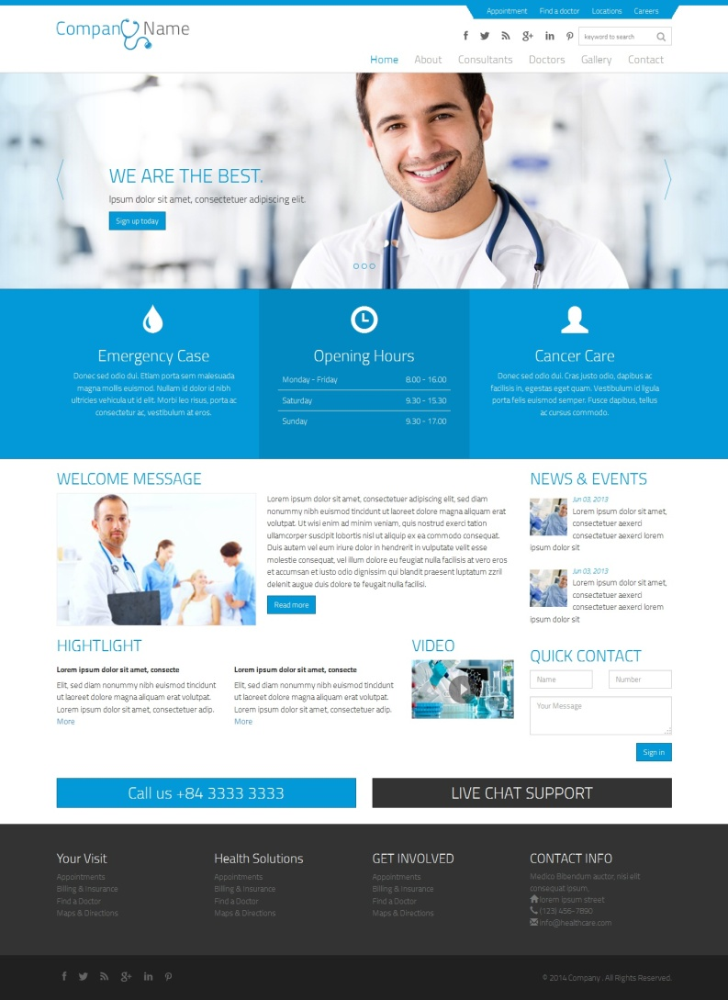 Appointment Find a doctor Locations Careers
Company Name
keyword to search
Home About Consultants Doctors Gallery Contact
WE ARE THE BEST.
Ipsum dolor sit amet, consectetuer adipiscing elit.
Sign up today
Emergency Case
Donec sed odio dui. Etiam porta sem malesuada
magna mollis euismod. Nullam id dolor id nibh
ultricies vehicula ut id elit. Morbi leo risus, porta ac
consectetur ac, vestibulum at eros.
Opening Hours
Monday - Friday 8.00 - 16.00
Saturday 9.30 - 15.30
Sunday 9.30 - 17.00
Cancer Care
Donec sed odio dui. Cras justo odio, dapibus ac
facilisis in, egestas eget quam. Vestibulum id ligula
porta felis euismod semper. Fusce dapibus, tellus
ac cursus commodo.
WELCOME MESSAGE
Lorem ipsum dolor sit amet, consectetuer adipiscing elit, sed diam
nonummy nibh euismod tincidunt ut laoreet dolore magna aliquam erat
volutpat. Ut wisi enim ad minim veniam, quis nostrud exerci tation
ullamcorper suscipit lobortis nisl ut aliquip ex ea commodo consequat.
Duis autem vel eum iriure dolor in hendrerit in vulputate velit esse
molestie consequat, vel illum dolore eu feugiat nulla facilisis at vero eros
et accumsan et iusto odio dignissim qui blandit praesent luptatum zzril
delenit augue duis dolore te feugait nulla facilisi.
Read more
NEWS & EVENTS
Jun 03, 2013
Lorem ipsum dolor sit amet,
consectetuer aexerci
consectetuer aexerci lorem
ipsum dolor sit
Jun 03, 2013
Lorem ipsum dolor sit amet,
consectetuer aexerci
consectetuer aexerci lorem
ipsum dolor sit
HIGHTLIGHT
Lorem ipsum dolor sit amet, consecte
Elit, sed diam nonummy nibh euismod tincidunt
ut laoreet dolore magna aliquam erat volutpat.
Lorem ipsum dolor sit amet, consectetuer adip.
More
Lorem ipsum dolor sit amet, consecte
Elit, sed diam nonummy nibh euismod tincidunt
ut laoreet dolore magna aliquam erat volutpat.
Lorem ipsum dolor sit amet, consectetuer adip.
More
VIDEO
QUICK CONTACT
Name Number
Your Message
Sign in
Call us +84 3333 3333
LIVE CHAT SUPPORT
Your Visit
Appointments
Billing & Insurance
Find a Doctor
Maps & Directions
Health Solutions
Appointments
Billing & Insurance
Find a Doctor
Maps & Directions
GET INVOLVED
Appointments
Billing & Insurance
Find a Doctor
Maps & Directions
CONTACT INFO
Medico Bibendum auctor, nisi elit
consequat ipsum,
lorem ipsum street
(123) 456-7890
info@healthcare.com
© 2014 Company . All Rights Reserved.